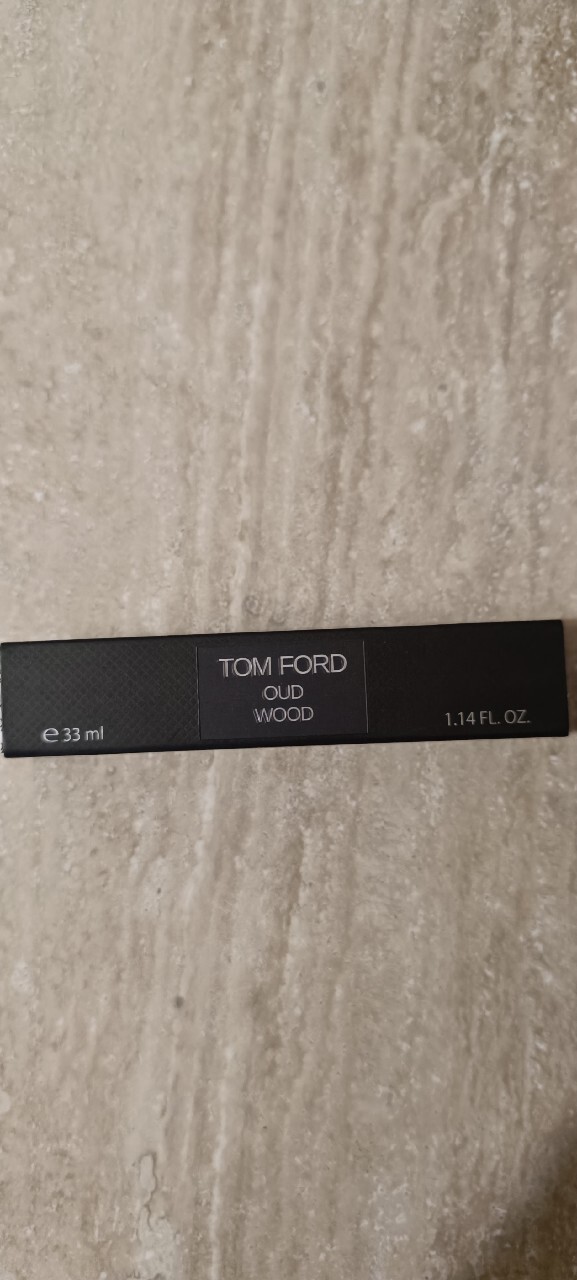 TOM FORD
OUD
WOOD
e 33 ml
1.14 FL. OZ.